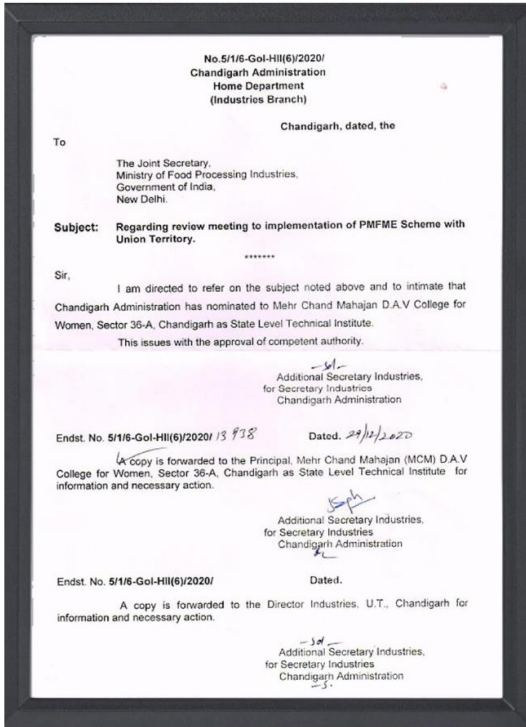 No.5/1/6-GoI-HII(6)/2020/
Chandigarh Administration
Home Department
(Industries Branch)
Chandigarh, dated, the
To
The Joint Secretary,
Ministry of Food Processing Industries,
Government of India,
New Delhi.
Subject: Regarding review meeting to implementation of PMFME Scheme with
Union Territory.
*******
Sir,
I am directed to refer on the subject noted above and to intimate that
Chandigarh Administration has nominated to Mehr Chand Mahajan D.A.V College for
Women, Sector 36-A, Chandigarh as State Level Technical Institute.
This issues with the approval of competent authority.
-sd-
Additional Secretary Industries,
for Secretary Industries
Chandigarh Administration
Endst. No. 5/1/6-GoI-HII(6)/2020/ 13938 Dated. 29/12/2020
A copy is forwarded to the Principal, Mehr Chand Mahajan (MCM) D.A.V
College for Women, Sector 36-A, Chandigarh as State Level Technical Institute for
information and necessary action.
Additional Secretary Industries,
for Secretary Industries
Chandigarh Administration
Endst. No. 5/1/6-GoI-HII(6)/2020/ Dated.
A copy is forwarded to the Director Industries, U.T., Chandigarh for
information and necessary action.
-sd-
Additional Secretary Industries,
for Secretary Industries
Chandigarh Administration